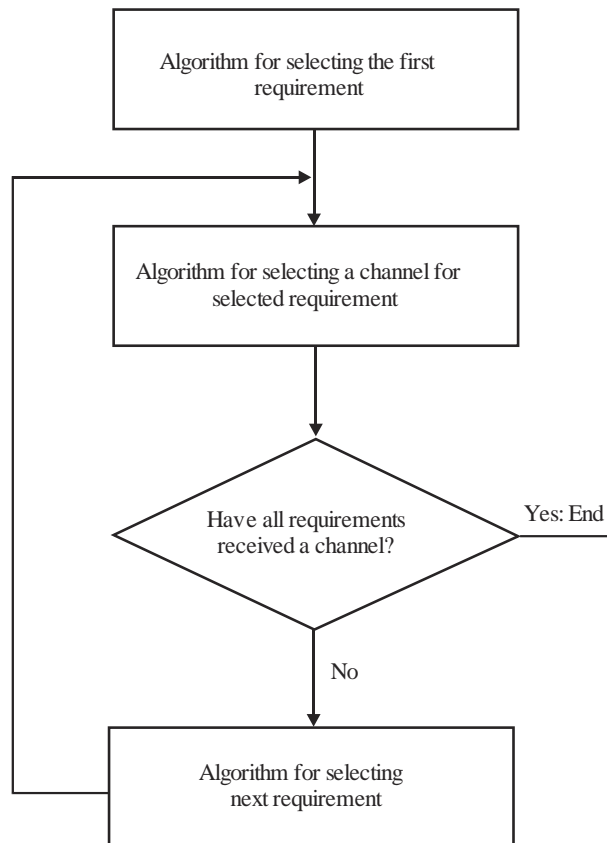 Algorithm for selecting the first
requirement
Algorithm for selecting a channel for
selected requirement
Have all requirements
received a channel?
Yes: End
No
Algorithm for selecting
next requirement